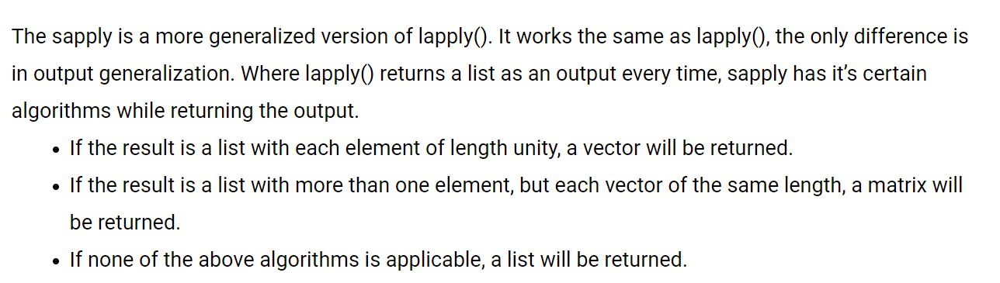 The sapply is a more generalized version of lapply(). It works the same as lapply(), the only difference is
in output generalization. Where lapply() returns a list as an output every time, sapply has it’s certain
algorithms while returning the output.
• If the result is a list with each element of length unity, a vector will be returned.
• If the result is a list with more than one element, but each vector of the same length, a matrix will
be returned.
• If none of the above algorithms is applicable, a list will be returned.